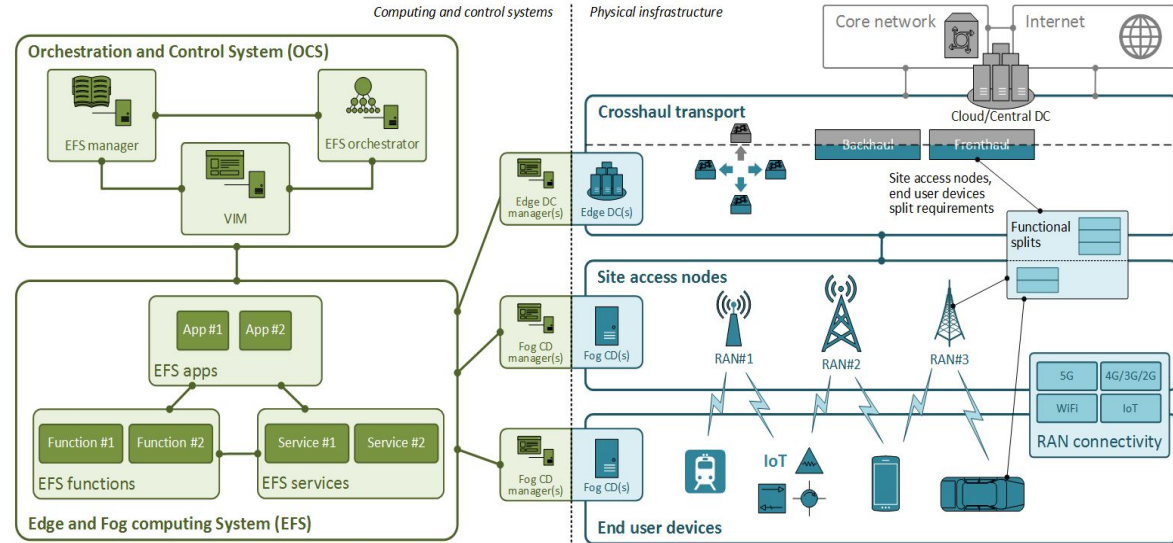 Computing and control systems
Physical insfrastructure
Orchestration and Control System (OCS)
EFS manager
EFS orchestrator
VIM
Edge and Fog computing System (EFS)
App #1
App #2
EFS apps
Function #1
Function #2
EFS functions
Service #1
Service #2
EFS services
Edge DC
manager(s)
Edge DC(s)
Fog CD
manager(s)
Fog CD(s)
Fog CD
manager(s)
Fog CD(s)
Core network
Internet
Cloud/Central DC
Crosshaul transport
Backhaul
Fronthaul
Site access nodes,
end user devices
split requirements
Functional
splits
Site access nodes
RAN#1
RAN#2
RAN#3
5G
4G/3G/2G
WiFi
IoT
RAN connectivity
IoT
End user devices